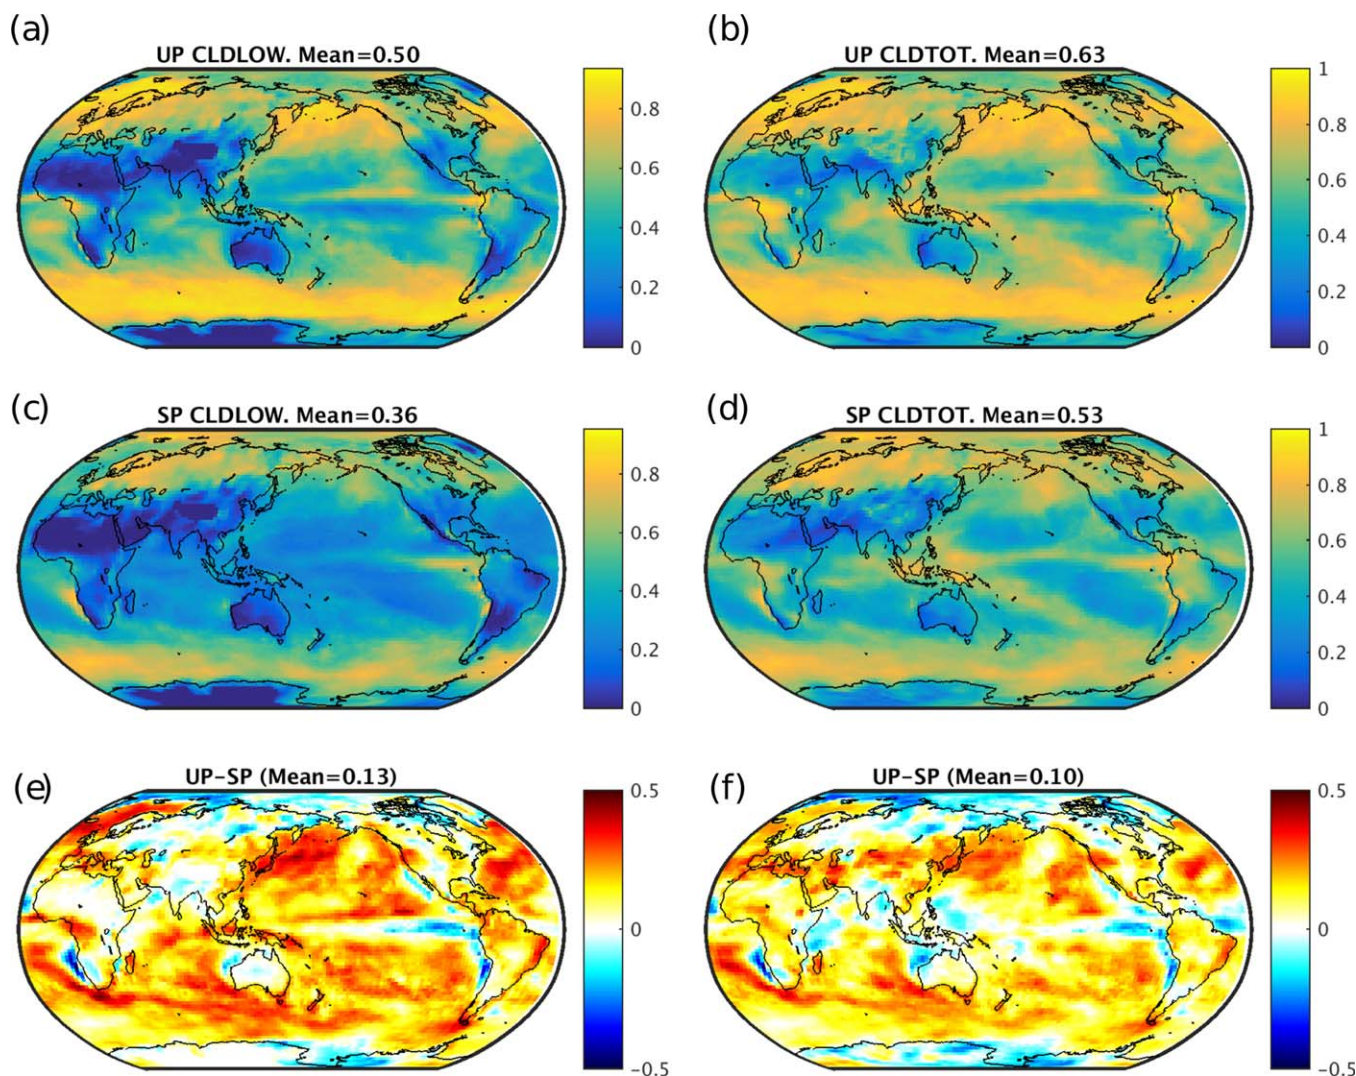 (a)
UP CLDLOW. Mean=0.50
0.8
0.6
0.4
0.2
0
(b)
UP CLDTOT. Mean=0.63
1
0.8
0.6
0.4
0.2
0
(c)
SP CLDLOW. Mean=0.36
0.8
0.6
0.4
0.2
0
(d)
SP CLDTOT. Mean=0.53
1
0.8
0.6
0.4
0.2
0
(e)
UP-SP (Mean=0.13)
0.5
0
-0.5
(f)
UP-SP (Mean=0.10)
0.5
0
-0.5